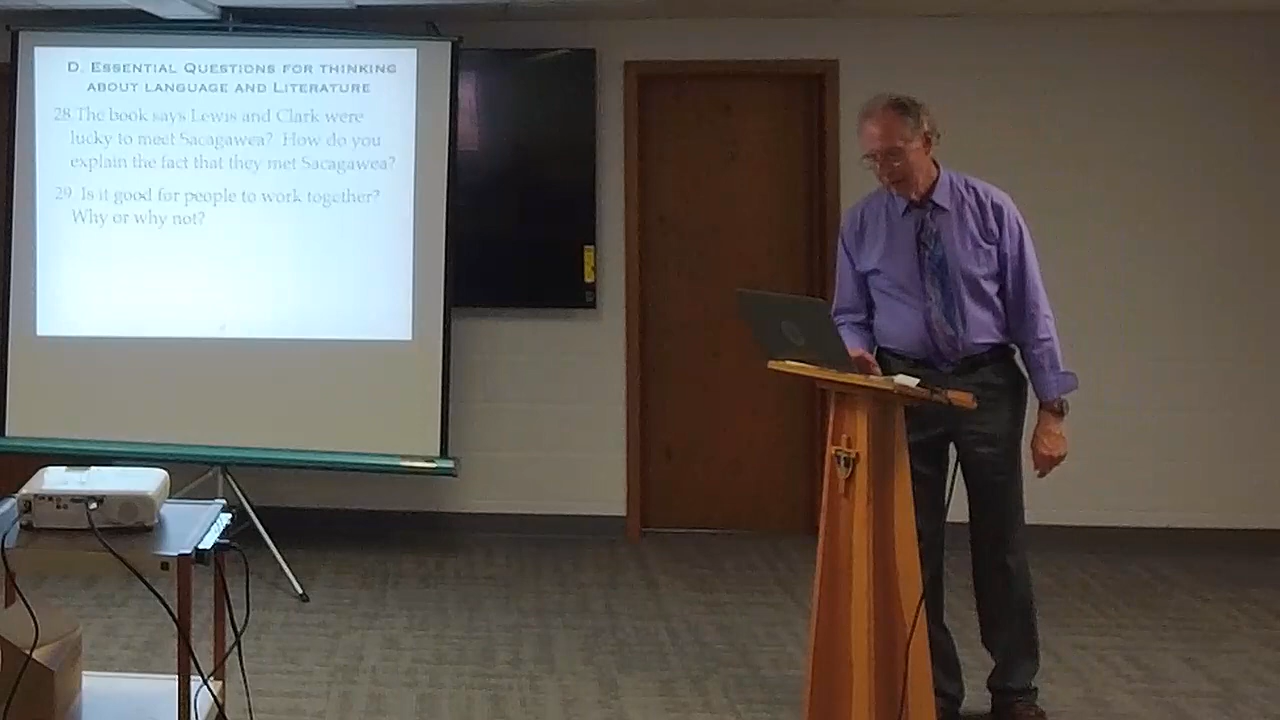 D. Essential Questions for thinking
about language and Literature
28 The book says Lewis and Clark were
lucky to meet Sacagawea? How do you
explain the fact that they met Sacagawea?
29. Is it good for people to work together?
Why or why not?